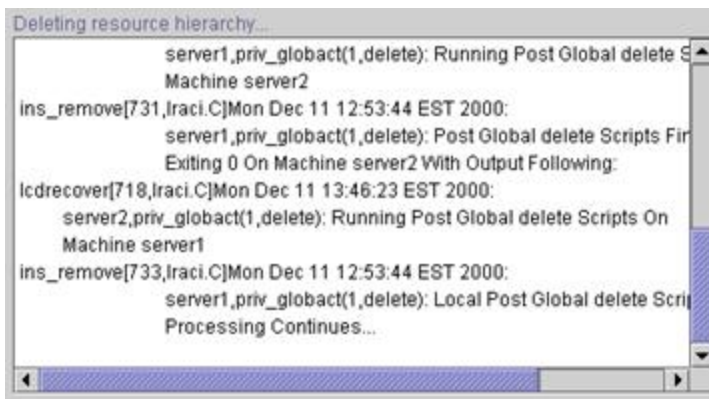 Deleting resource hierarchy...
server1,priv_globact(1,delete): Running Post Global delete S
Machine server2
ins_remove[731,lraci.C]Mon Dec 11 12:53:44 EST 2000:
server1,priv_globact(1,delete): Post Global delete Scripts Fin
Exiting 0 On Machine server2 With Output Following:
lcdrecover[718,lraci.C]Mon Dec 11 13:46:23 EST 2000:
server2,priv_globact(1,delete): Running Post Global delete Scripts On
Machine server1
ins_remove[733,lraci.C]Mon Dec 11 12:53:44 EST 2000:
server1,priv_globact(1,delete): Local Post Global delete Scrip
Processing Continues...